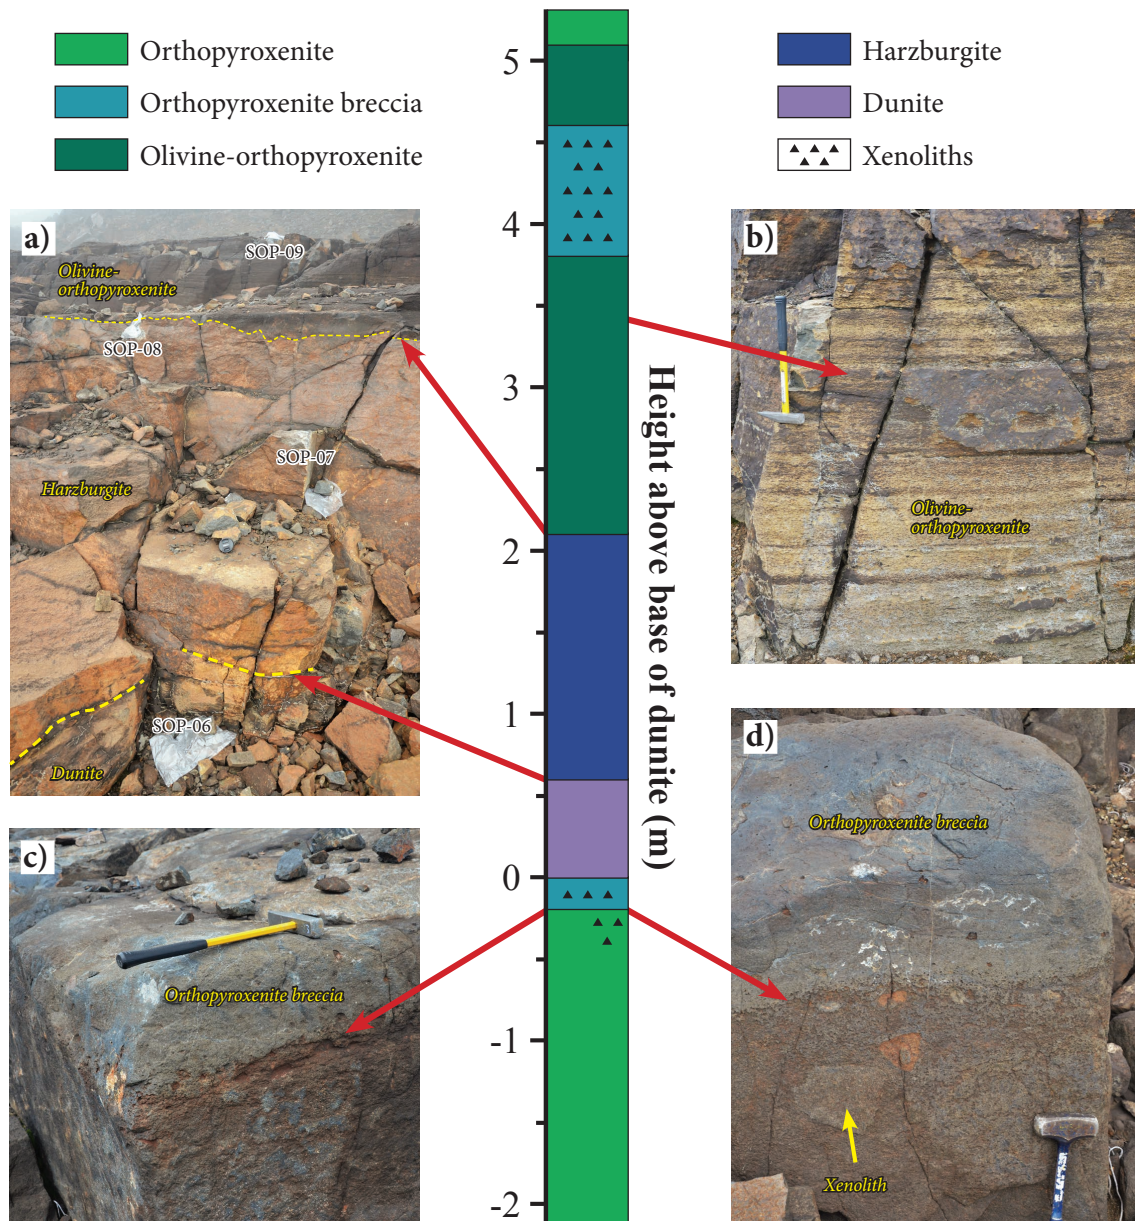 Orthopyroxenite
Orthopyroxenite breccia
Olivine-orthopyroxenite
Harzburgite
Dunite
Xenoliths
5
4
3
2
1
0
-1
-2
Height above base of dunite (m)
a)
SOP-09
Olivine-
orthopyroxenite
SOP-08
SOP-07
Harzburgite
SOP-06
Dunite
b)
Olivine-
orthopyroxenite
c)
Orthopyroxenite breccia
d)
Orthopyroxenite breccia
Xenolith